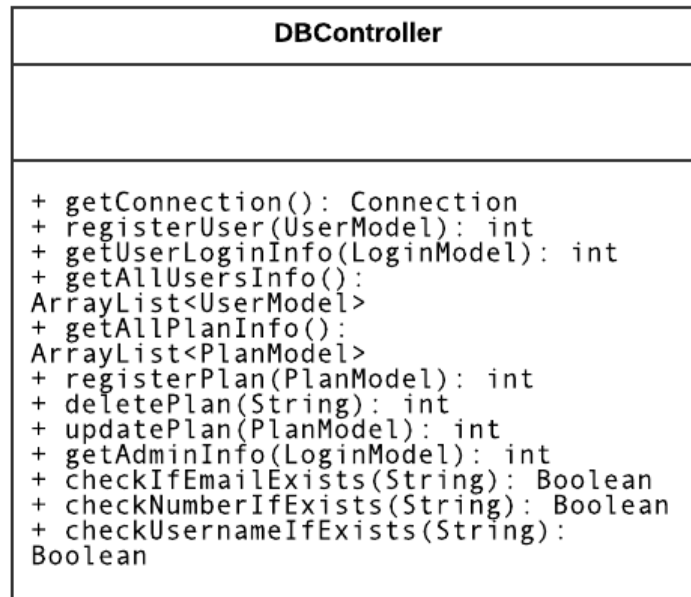 DBController
+ getConnection(): Connection
+ registerUser(UserModel): int
+ getUserLoginInfo(LoginModel): int
+ getAllUsersInfo():
ArrayList<UserModel>
+ getAllPlanInfo():
ArrayList<PlanModel>
+ registerPlan(PlanModel): int
+ deletePlan(String): int
+ updatePlan(PlanModel): int
+ getAdminInfo(LoginModel): int
+ checkIfEmailExists(String): Boolean
+ checkNumberIfExists(String): Boolean
+ checkUsernameIfExists(String):
Boolean